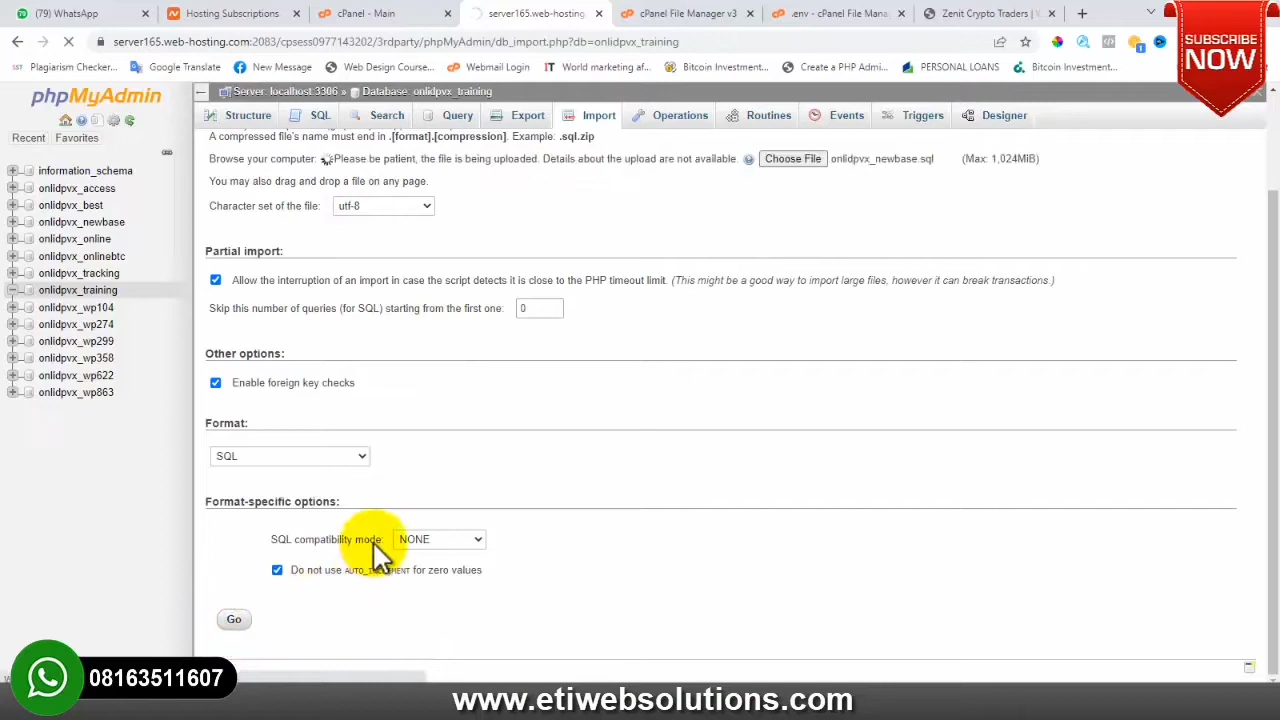 (79) WhatsApp
Hosting Subscriptions
cPanel - Main
server165.web-hosting
cPanel File Manager v3
.env - cPanel File Mana
Zenit Crypto Traders | V
server165.web-hosting.com:2083/cpsess0977143202/3rdparty/phpMyAdmin/db_import.php?db=onlidpvx_training
Plagiarism Checker...
Google Translate
New Message
Web Design Course...
Webmail Login
World marketing af...
Bitcoin Investment...
Create a PHP Admi...
PERSONAL LOANS
Bitcoin Investment...
SUBSCRIBE
NOW
phpMyAdmin
Recent
Favorites
information_schema
onlidpvx_access
onlidpvx_best
onlidpvx_newbase
onlidpvx_online
onlidpvx_onlinebtc
onlidpvx_tracking
onlidpvx_training
onlidpvx_wp104
onlidpvx_wp274
onlidpvx_wp299
onlidpvx_wp358
onlidpvx_wp622
onlidpvx_wp863
Server: localhost:3306 » Database: onlidpvx_training
Structure
SQL
Search
Query
Export
Import
Operations
Routines
Events
Triggers
Designer
A compressed file's name must end in .[format].[compression]. Example: .sql.zip
Browse your computer: Please be patient, the file is being uploaded. Details about the upload are not available. Choose File onlidpvx_newbase.sql (Max: 1,024MiB)
You may also drag and drop a file on any page.
Character set of the file: utf-8
Partial import:
Allow the interruption of an import in case the script detects it is close to the PHP timeout limit. (This might be a good way to import large files, however it can break transactions.)
Skip this number of queries (for SQL) starting from the first one: 0
Other options:
Enable foreign key checks
Format:
SQL
Format-specific options:
SQL compatibility mode: NONE
Do not use AUTO_INCREMENT for zero values
Go
08163511607
www.etiwebsolutions.com